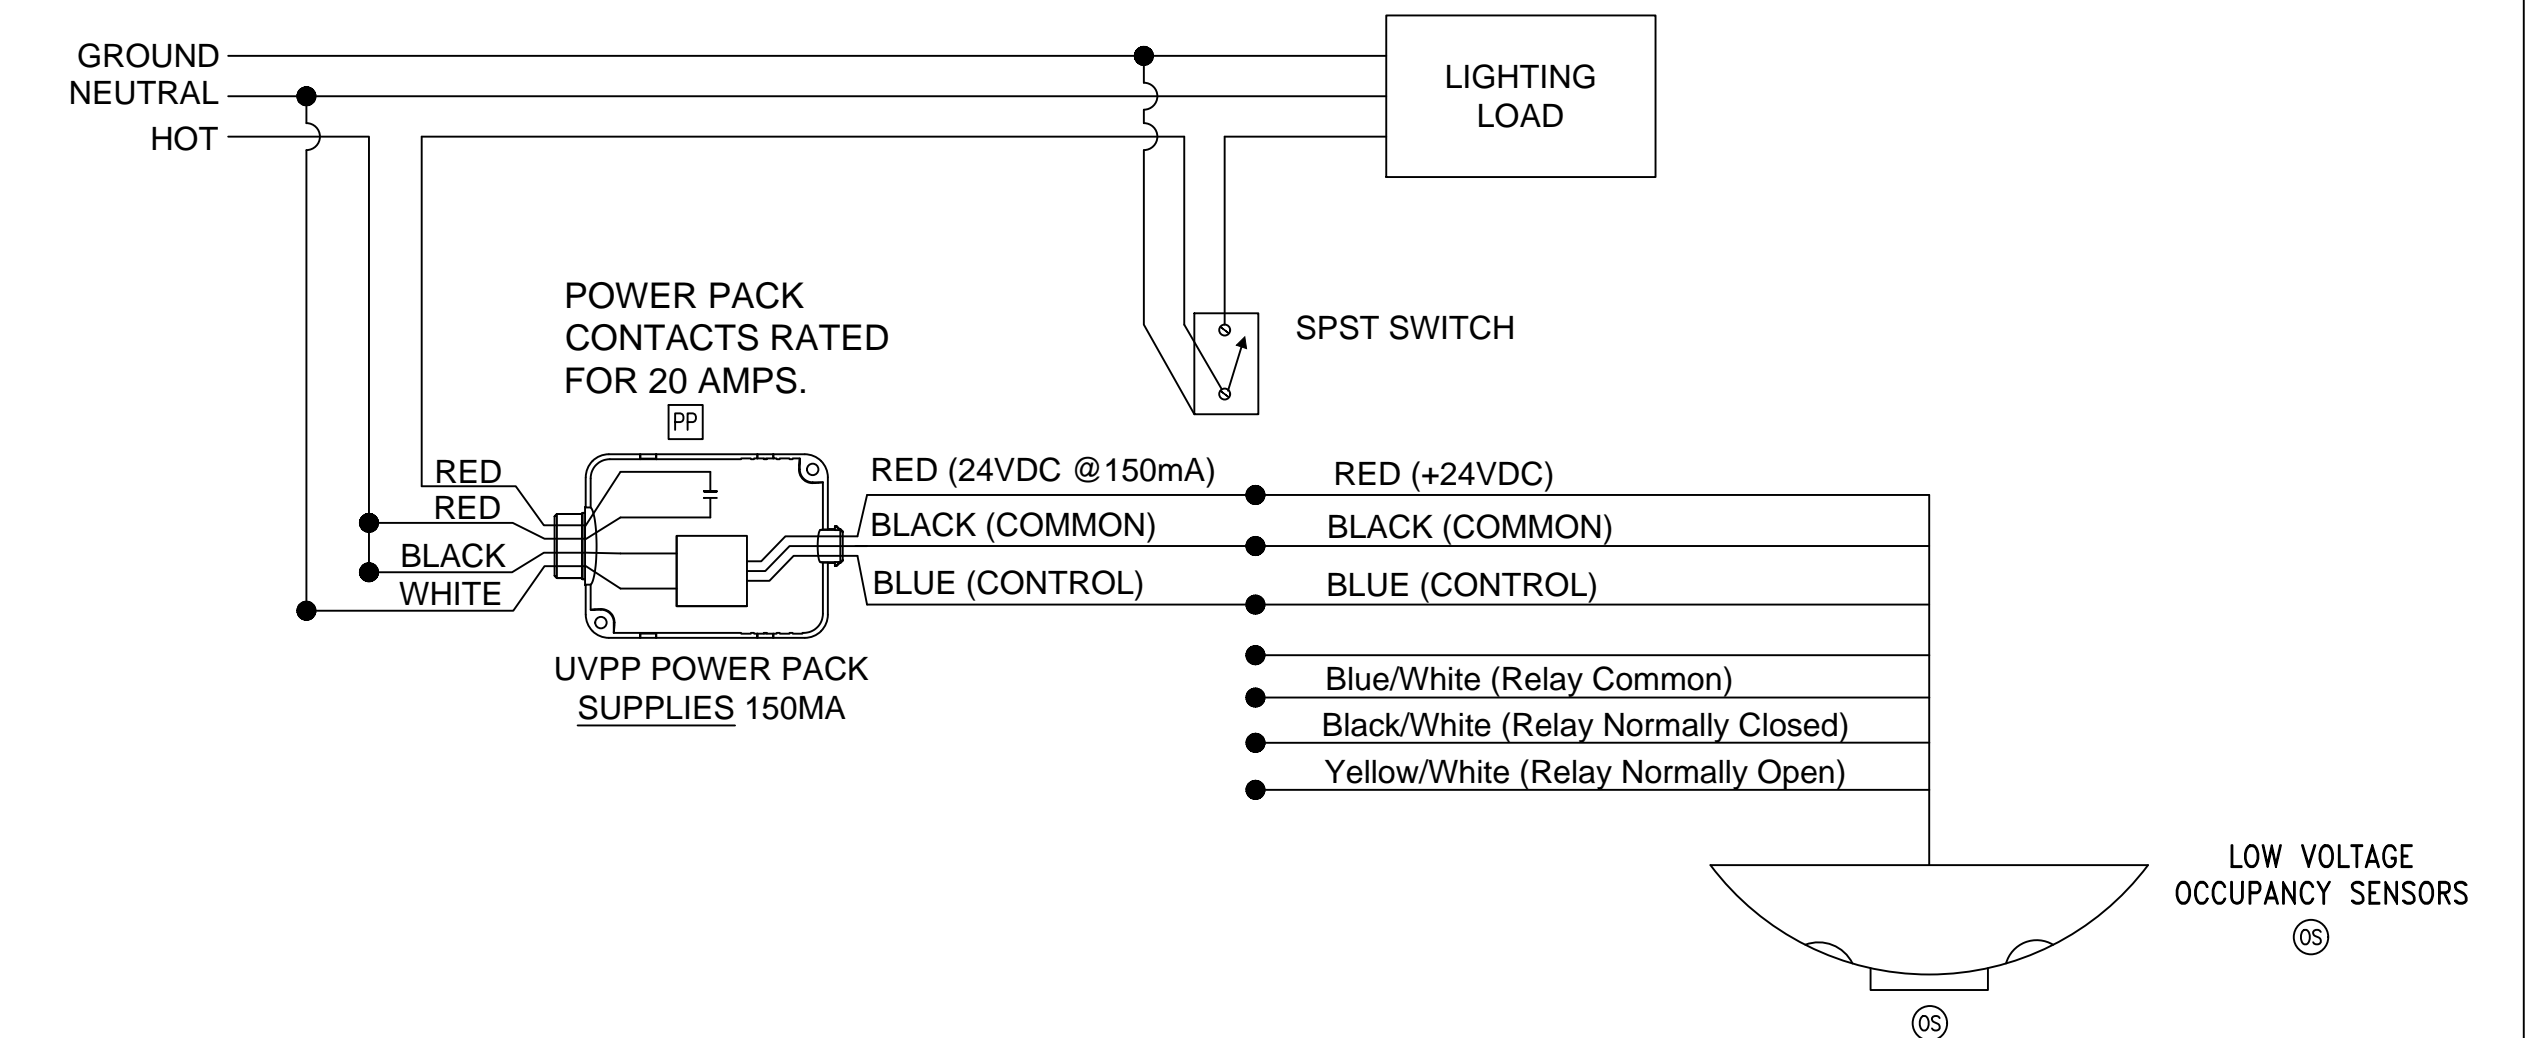 GROUND
NEUTRAL
HOT
LIGHTING
LOAD
POWER PACK
CONTACTS RATED
FOR 20 AMPS.
PP
SPST SWITCH
RED
RED
BLACK
WHITE
RED (24VDC @150mA)
BLACK (COMMON)
BLUE (CONTROL)
RED (+24VDC)
BLACK (COMMON)
BLUE (CONTROL)
UVPP POWER PACK
SUPPLIES 150MA
Blue/White (Relay Common)
Black/White (Relay Normally Closed)
Yellow/White (Relay Normally Open)
LOW VOLTAGE
OCCUPANCY SENSORS
OS
OS